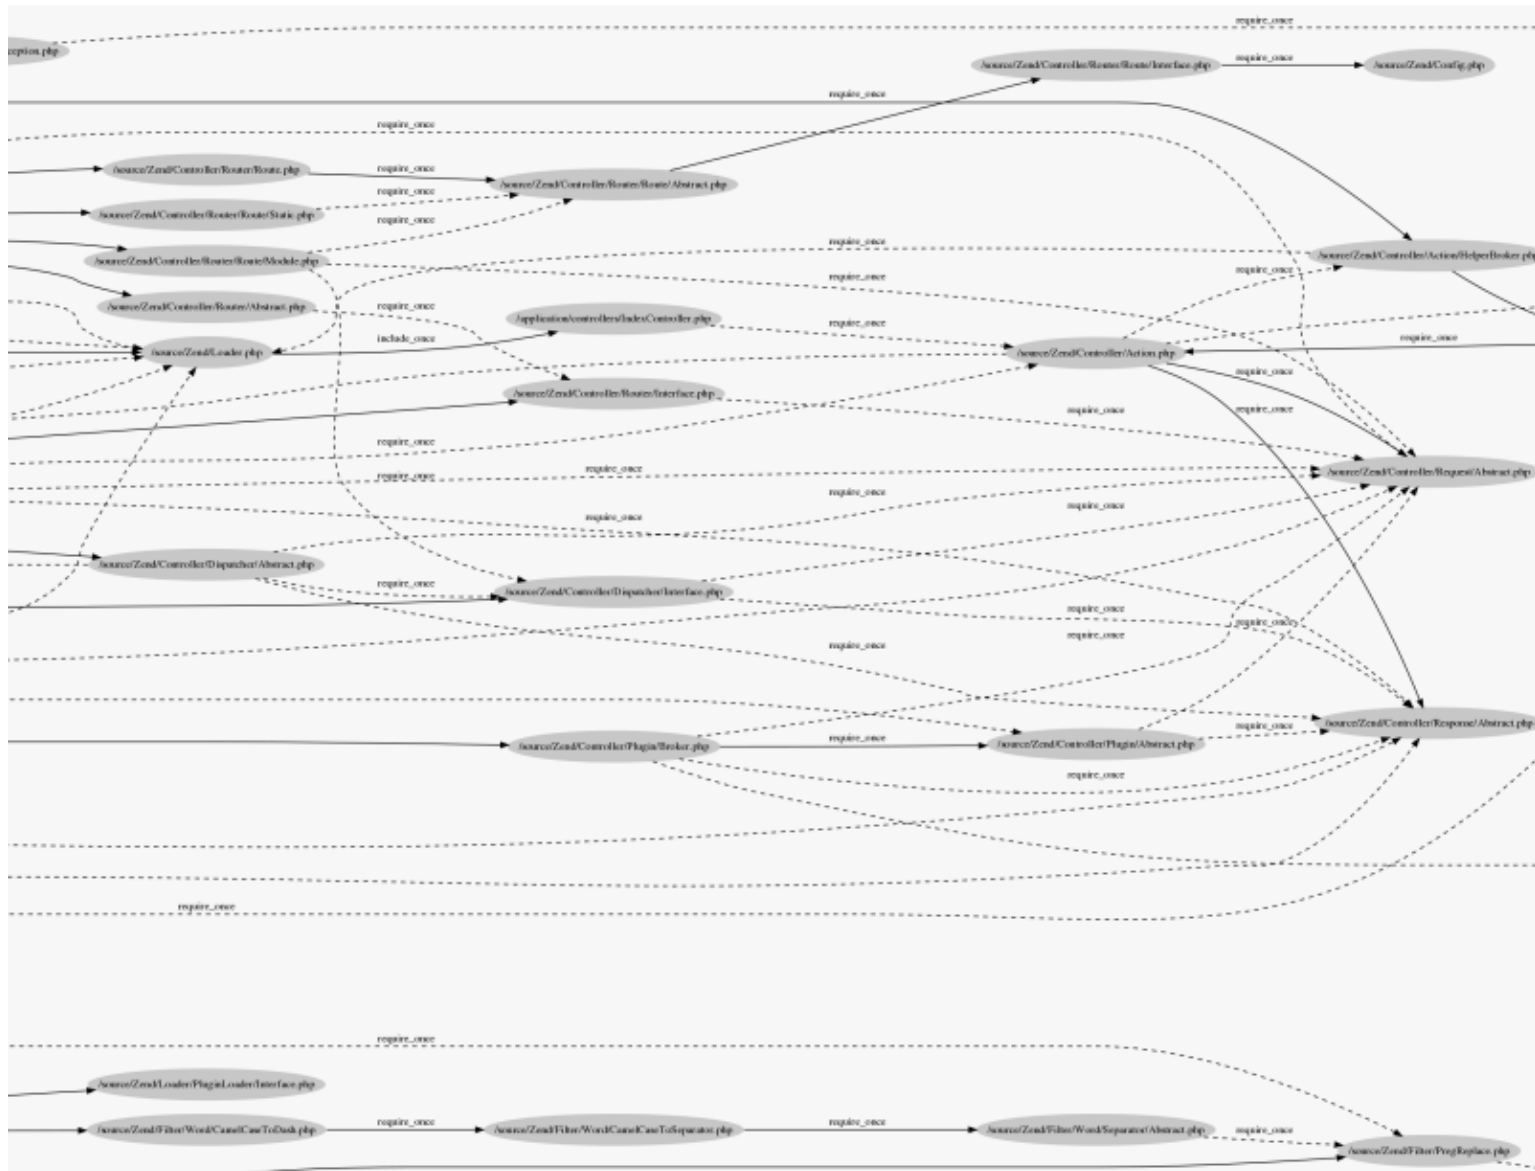 require_once
ception.php
/source/Zend/Controller/Router/Route/Interface.php
require_once
/source/Zend/Config.php
require_once
require_once
/source/Zend/Controller/Router/Route.php
require_once
/source/Zend/Controller/Router/Route/Abstract.php
require_once
/source/Zend/Controller/Router/Route/Static.php
require_once
require_once
/source/Zend/Controller/Action/HelperBroker.php
/source/Zend/Controller/Router/Route/Module.php
require_once
require_once
/source/Zend/Controller/Router/Abstract.php
require_once
/application/controllers/IndexController.php
require_once
/source/Zend/Loader.php
include_once
/source/Zend/Controller/Action.php
require_once
require_once
/source/Zend/Controller/Router/Interface.php
require_once
require_once
require_once
require_once
require_once
/source/Zend/Controller/Request/Abstract.php
require_once
require_once
require_once
require_once
/source/Zend/Controller/Dispatcher/Abstract.php
require_once
/source/Zend/Controller/Dispatcher/Interface.php
require_once
require_once
require_once
require_once
/source/Zend/Controller/Response/Abstract.php
require_once
/source/Zend/Controller/Plugin/Broker.php
require_once
/source/Zend/Controller/Plugin/Abstract.php
require_once
require_once
require_once
/source/Zend/Loader/PluginLoader/Interface.php
/source/Zend/Filter/Word/CamelCaseToDash.php
require_once
/source/Zend/Filter/Word/CamelCaseToSeparator.php
require_once
/source/Zend/Filter/Word/Separator/Abstract.php
require_once
/source/Zend/Filter/PregReplace.php